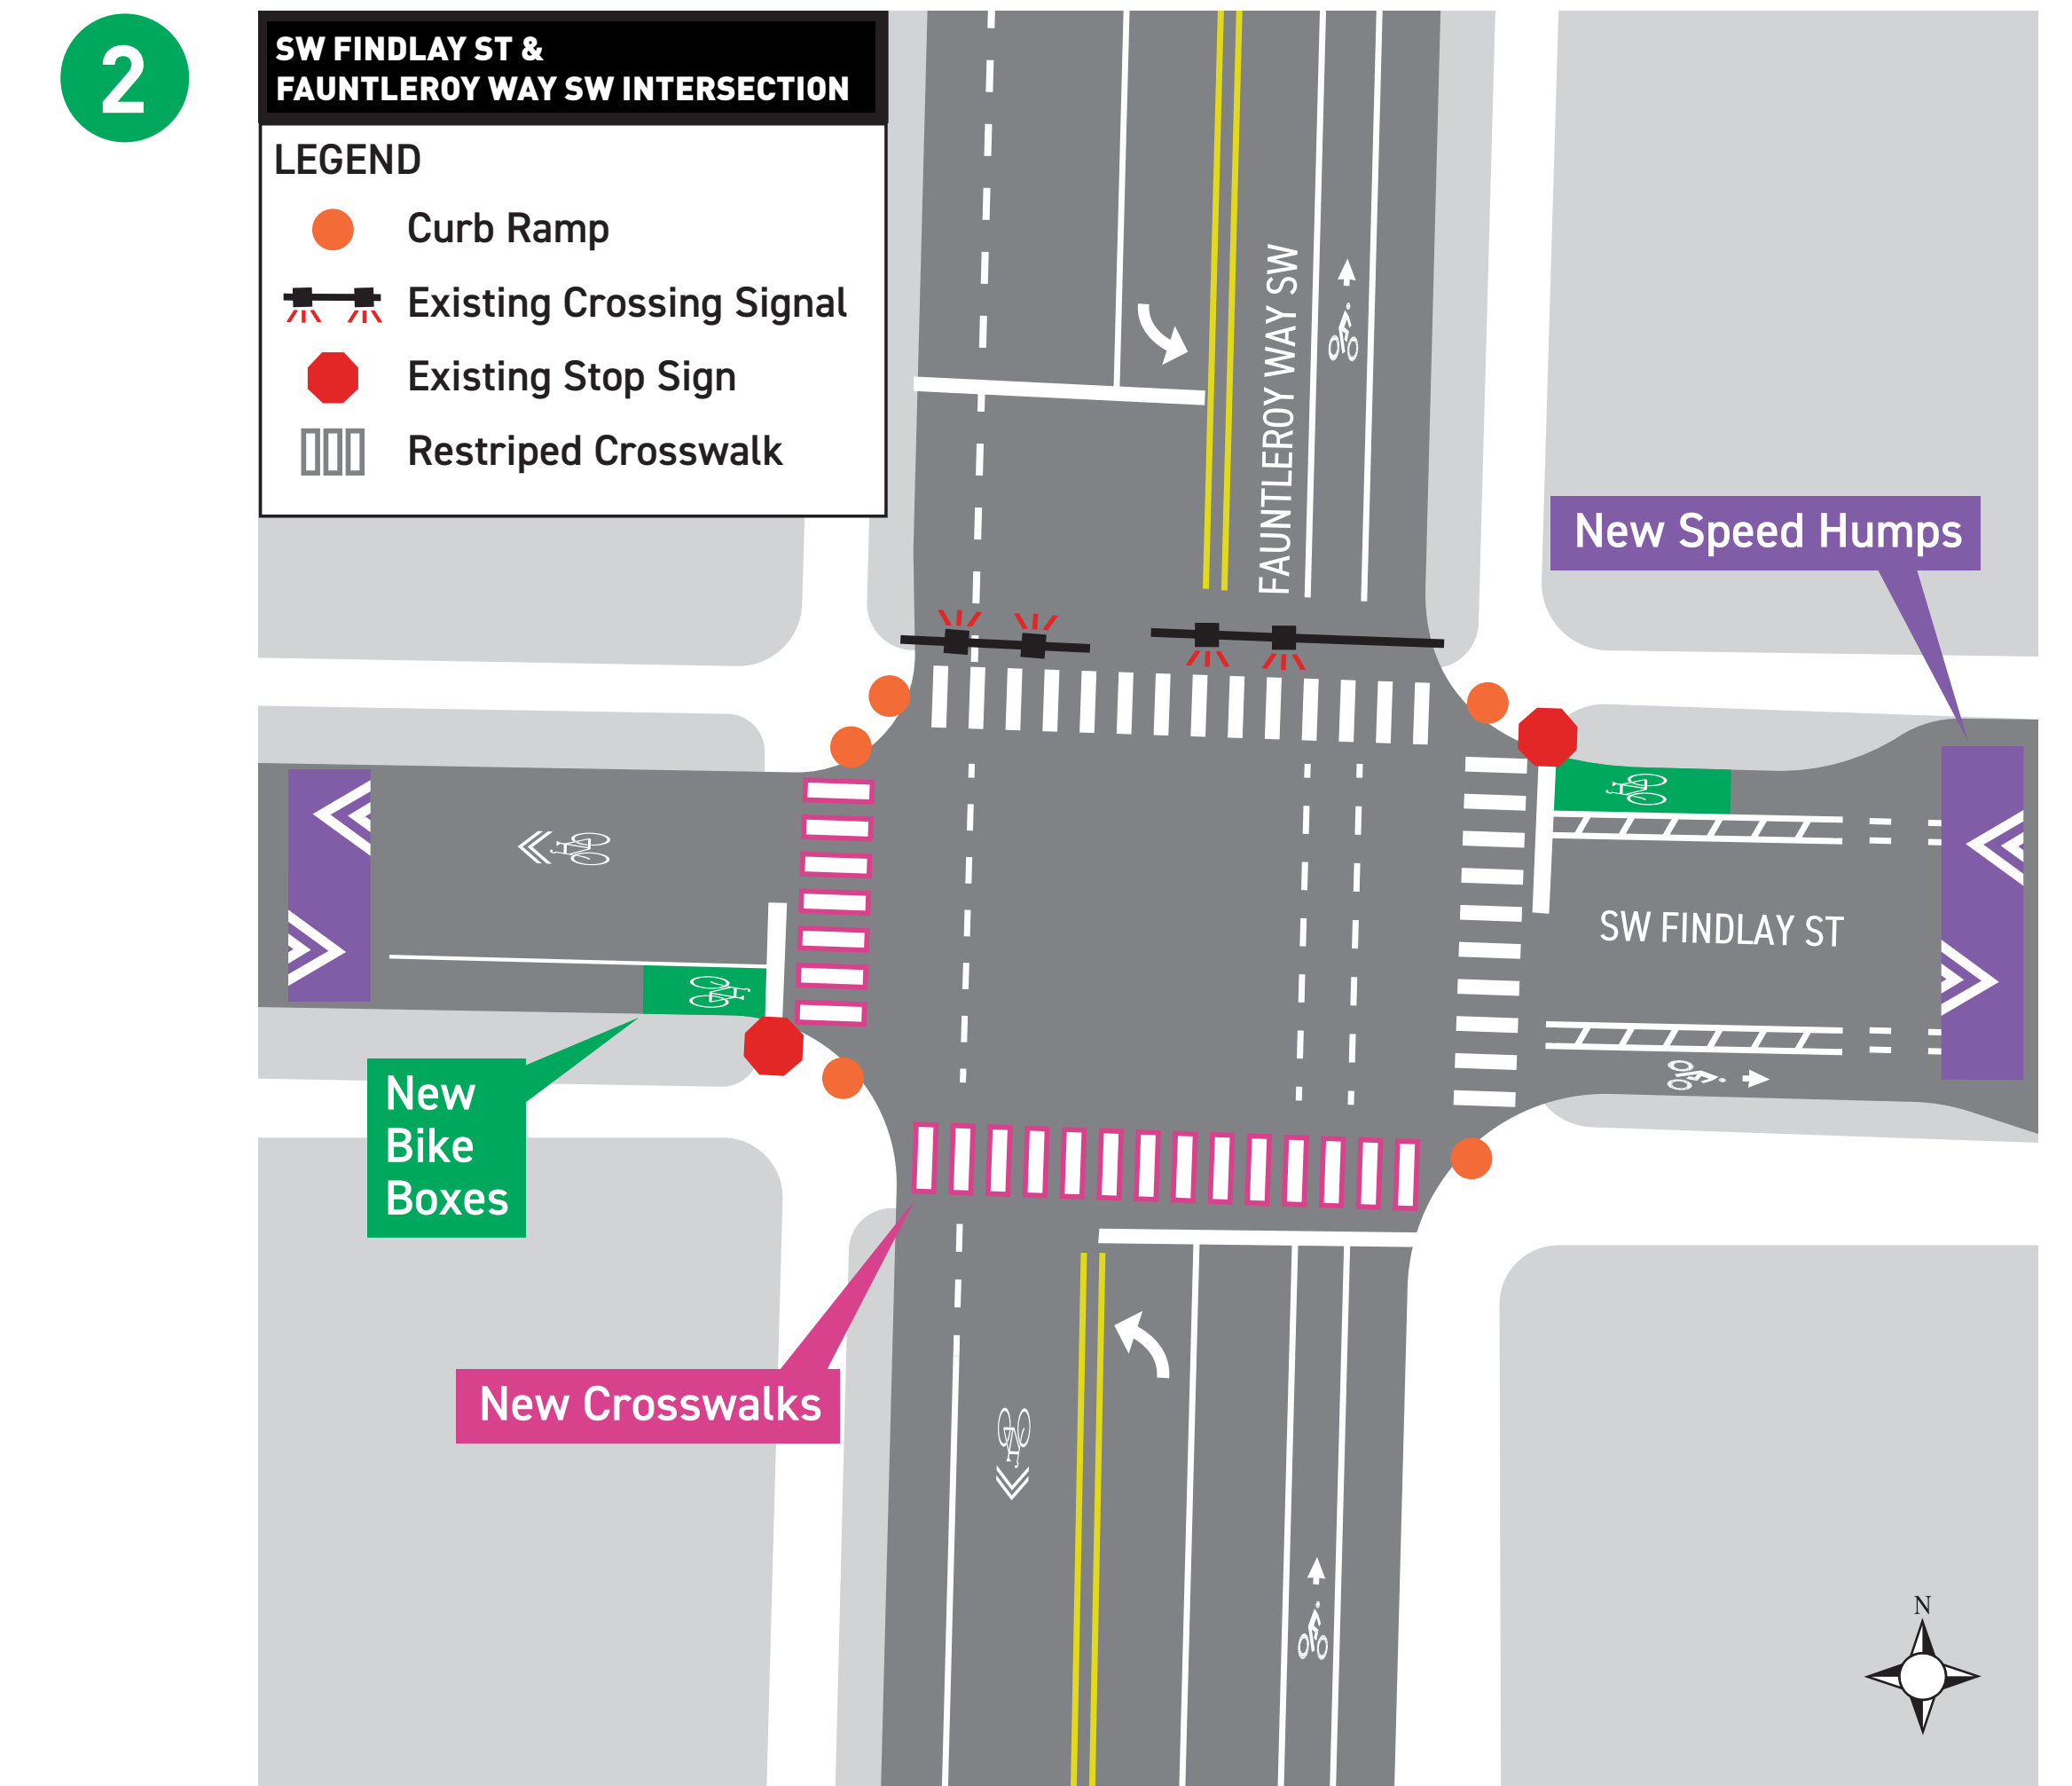 2
SW FINDLAY ST &
FAUNTLEROY WAY SW INTERSECTION
LEGEND
Curb Ramp
Existing Crossing Signal
Existing Stop Sign
Restriped Crosswalk
FAUNTLEROY WAY SW
New Speed Humps
SW FINDLAY ST
New
Bike
Boxes
New Crosswalks
N